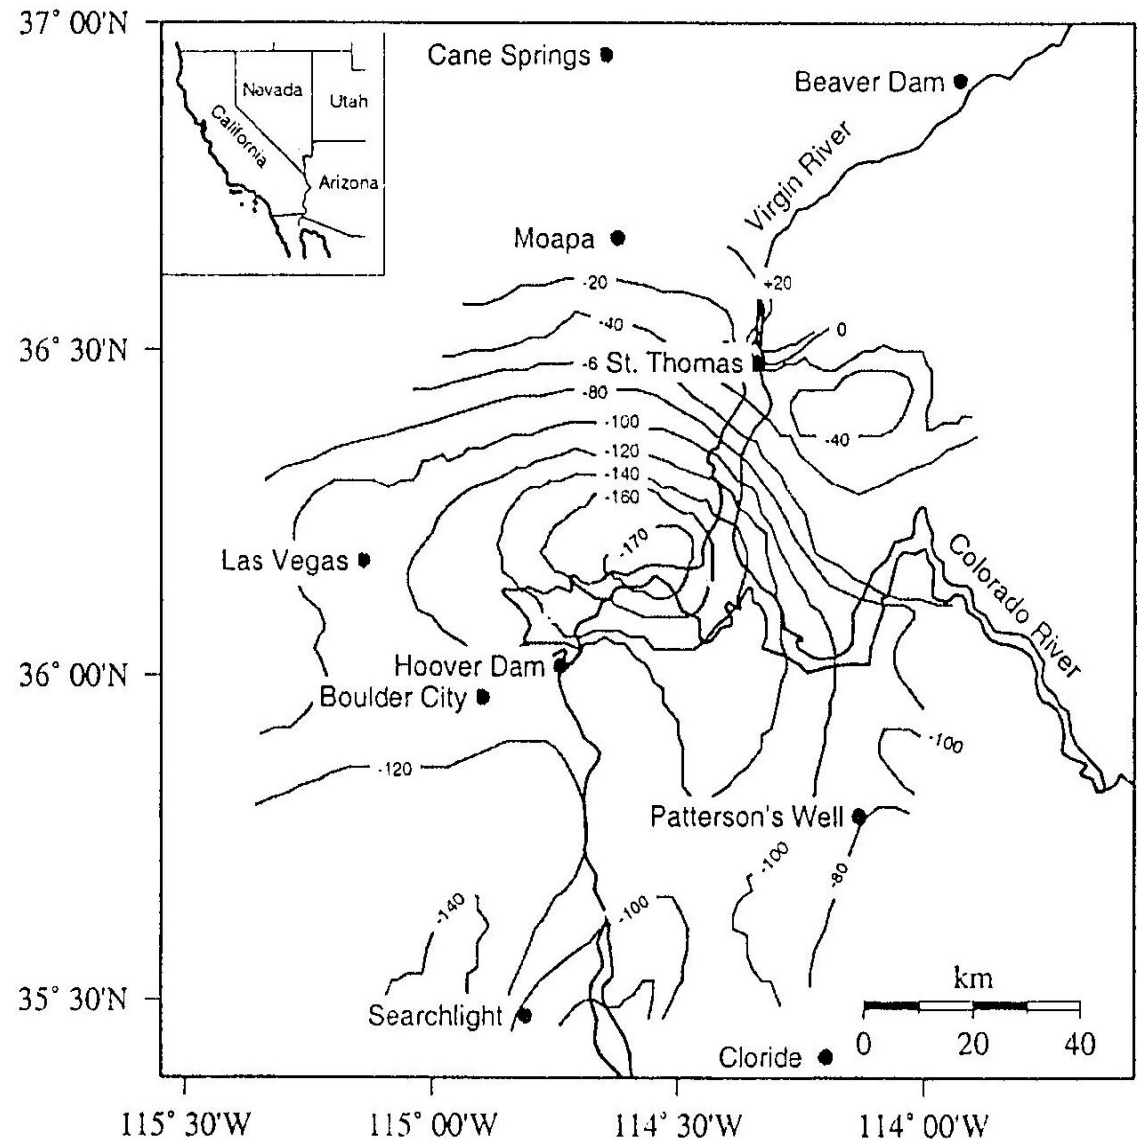 37° 00'N
Cane Springs
Beaver Dam
Nevada
Utah
California
Arizona
Virgin River
Moapa
-20
+20
-40
0
36° 30'N
-6
St. Thomas
-80
-40
-100
-120
-140
-160
-170
Las Vegas
Colorado River
36° 00'N
Hoover Dam
Boulder City
-100
-120
Patterson's Well
-100
-80
-140
-100
km
35° 30'N
Searchlight
0 20 40
Cloride
115° 30'W 115° 00'W 114° 30'W 114° 00'W